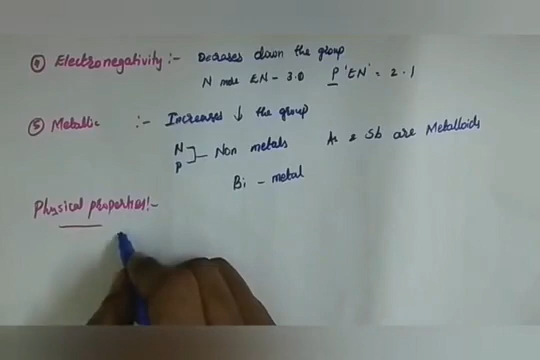 ④ Electronegativity :- Decreases down the group
N more EN - 3.0 P 'EN' = 2.1
⑤ Metallic :- Increases ↓ the group
N
P ]— Non metals As & Sb are Metalloids
Bi - metal
Physical properties:-